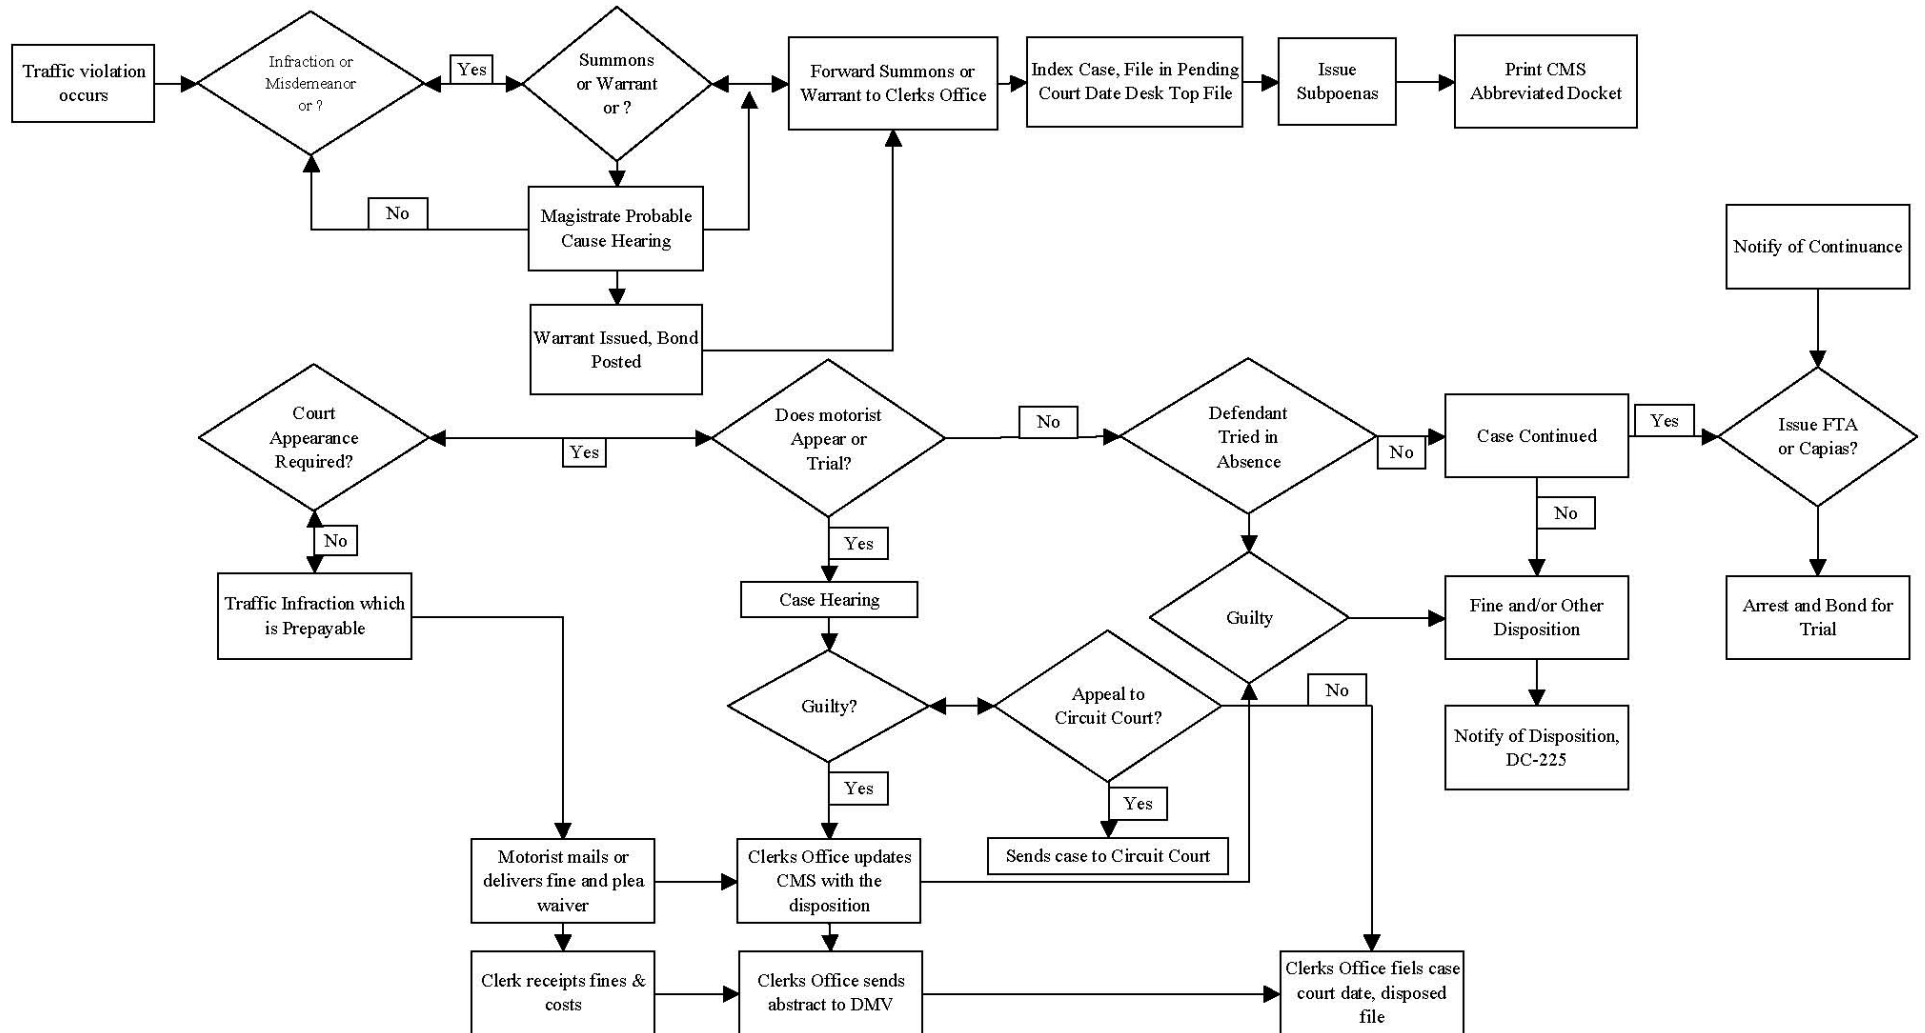 Traffic violation
occurs
Infraction or
Misdemeanor
or ?
Yes
Summons
or Warrant
or ?
Forward Summons or
Warrant to Clerks Office
Index Case, File in Pending
Court Date Desk Top File
Issue
Subpoenas
Print CMS
Abbreviated Docket
No
Magistrate Probable
Cause Hearing
Warrant Issued, Bond
Posted
Notify of Continuance
Court
Appearance
Required?
Yes
Does motorist
Appear or
Trial?
No
Defendant
Tried in
Absence
No
Case Continued
Yes
Issue FTA
or Capias?
No
Yes
No
Traffic Infraction which
is Prepayable
Case Hearing
Guilty
Fine and/or Other
Disposition
Arrest and Bond for
Trial
Guilty?
Appeal to
Circuit Court?
No
Notify of Disposition,
DC-225
Yes
Yes
Sends case to Circuit Court
Motorist mails or
delivers fine and plea
waiver
Clerks Office updates
CMS with the
disposition
Clerk receipts fines &
costs
Clerks Office sends
abstract to DMV
Clerks Office fiels case
court date, disposed
file